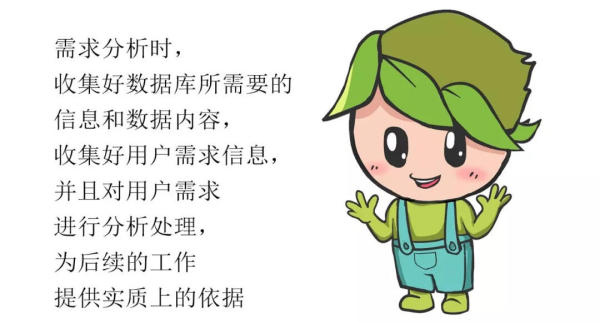 需求分析时，
收集好数据库所需要的
信息和数据内容，
收集好用户需求信息，
并且对用户需求
进行分析处理，
为后续的工作
提供实质上的依据